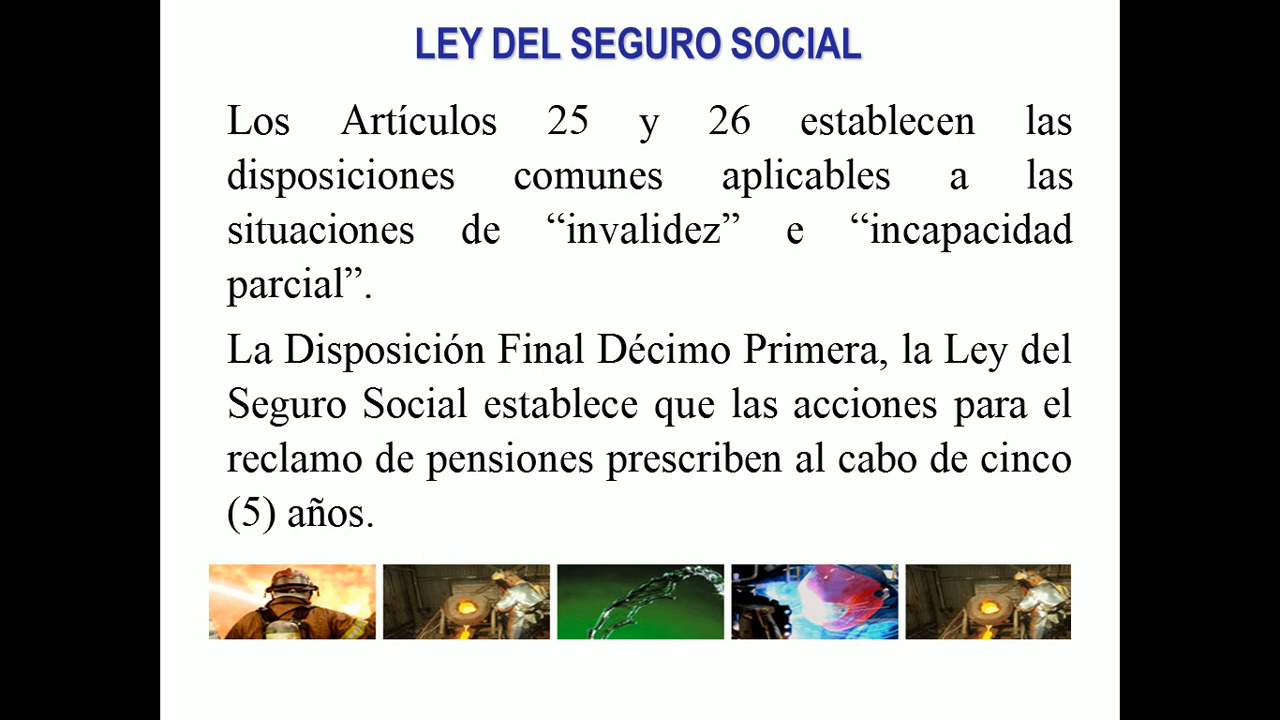 LEY DEL SEGURO SOCIAL
Los Artículos 25 y 26 establecen las
disposiciones comunes aplicables a las
situaciones de “invalidez” e “incapacidad
parcial”.
La Disposición Final Décimo Primera, la Ley del
Seguro Social establece que las acciones para el
reclamo de pensiones prescriben al cabo de cinco
(5) años.